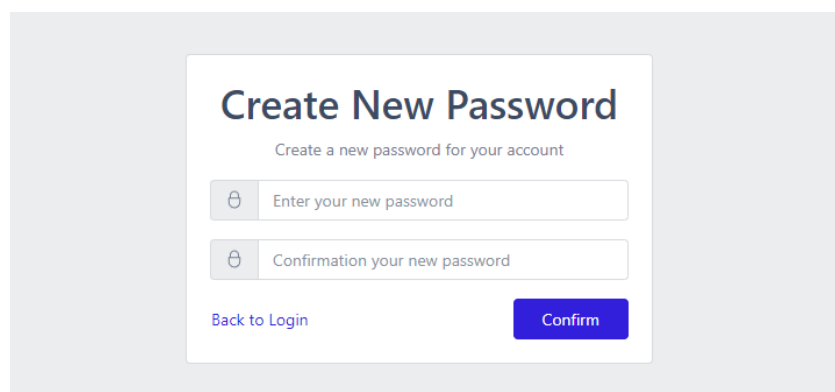 Create New Password
Create a new password for your account
Enter your new password
Confirmation your new password
Back to Login
Confirm